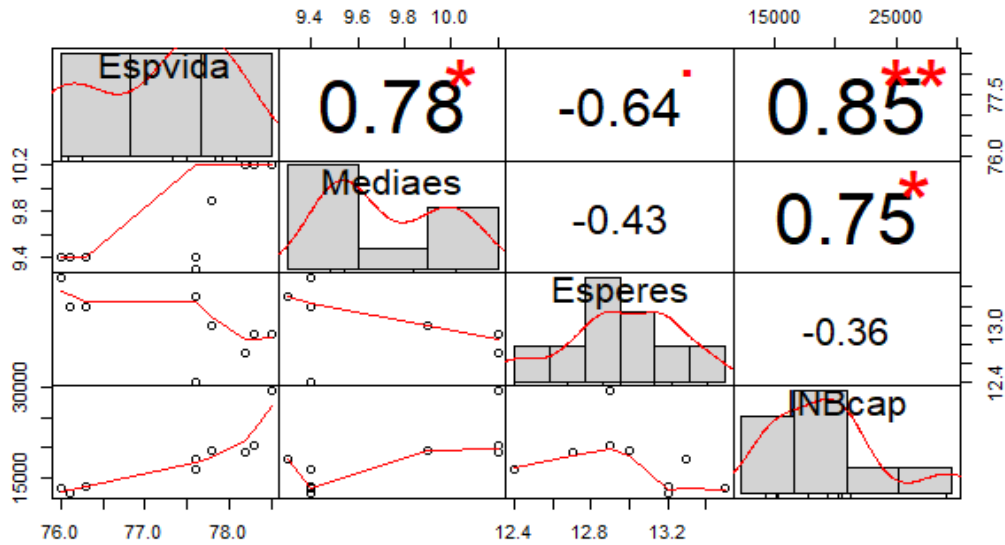 9.4 9.6 9.8 10.0 15000 25000
Espvida 0.78* -0.64. 0.85**
76.0 77.5
9.4 9.8 10.2
Mediaes -0.43 0.75*
Esperes -0.36
12.4 13.0
15000 30000
INBcap
76.0 77.0 78.0 12.4 12.8 13.2